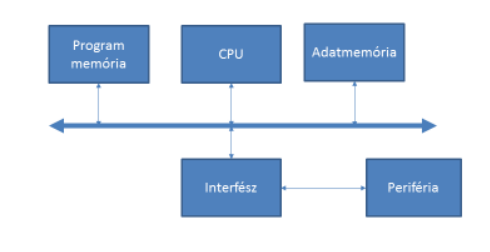 Program
memória
CPU
Adatmemória
Interfész
Periféria